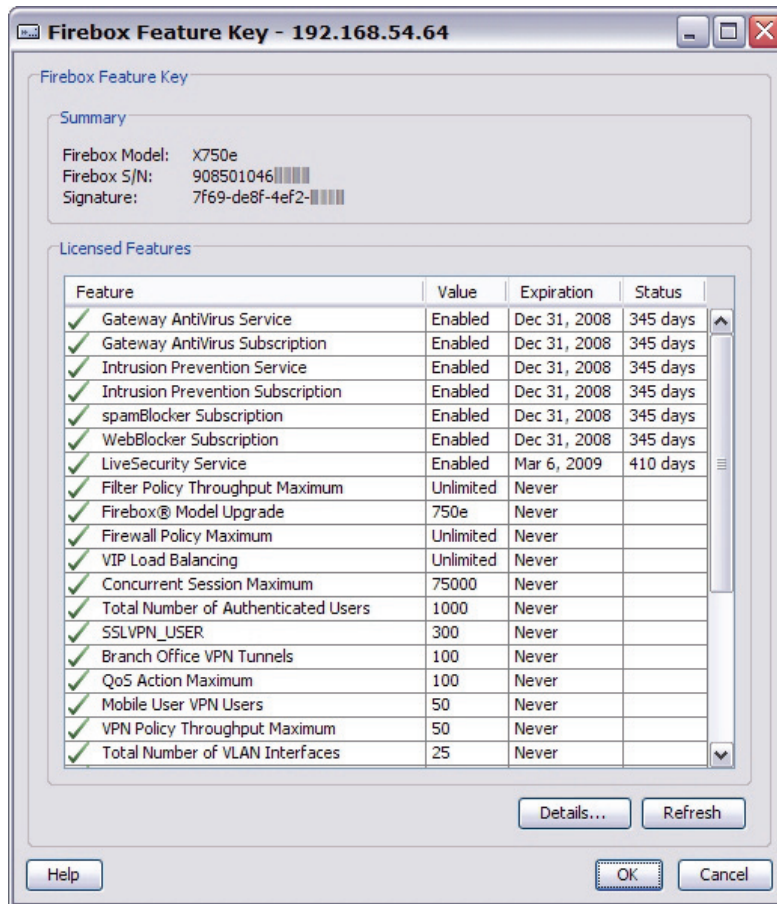 Firebox Feature Key - 192.168.54.64
Firebox Feature Key
Summary
Firebox Model: X750e
Firebox S/N: 908501046
Signature: 7f69-de8f-4ef2-
Licensed Features
Feature Value Expiration Status
Gateway AntiVirus Service Enabled Dec 31, 2008 345 days
Gateway AntiVirus Subscription Enabled Dec 31, 2008 345 days
Intrusion Prevention Service Enabled Dec 31, 2008 345 days
Intrusion Prevention Subscription Enabled Dec 31, 2008 345 days
spamBlocker Subscription Enabled Dec 31, 2008 345 days
WebBlocker Subscription Enabled Dec 31, 2008 345 days
LiveSecurity Service Enabled Mar 6, 2009 410 days
Filter Policy Throughput Maximum Unlimited Never
Firebox® Model Upgrade 750e Never
Firewall Policy Maximum Unlimited Never
VIP Load Balancing Unlimited Never
Concurrent Session Maximum 75000 Never
Total Number of Authenticated Users 1000 Never
SSLVPN_USER 300 Never
Branch Office VPN Tunnels 100 Never
QoS Action Maximum 100 Never
Mobile User VPN Users 50 Never
VPN Policy Throughput Maximum 50 Never
Total Number of VLAN Interfaces 25 Never
Details... Refresh
Help OK Cancel